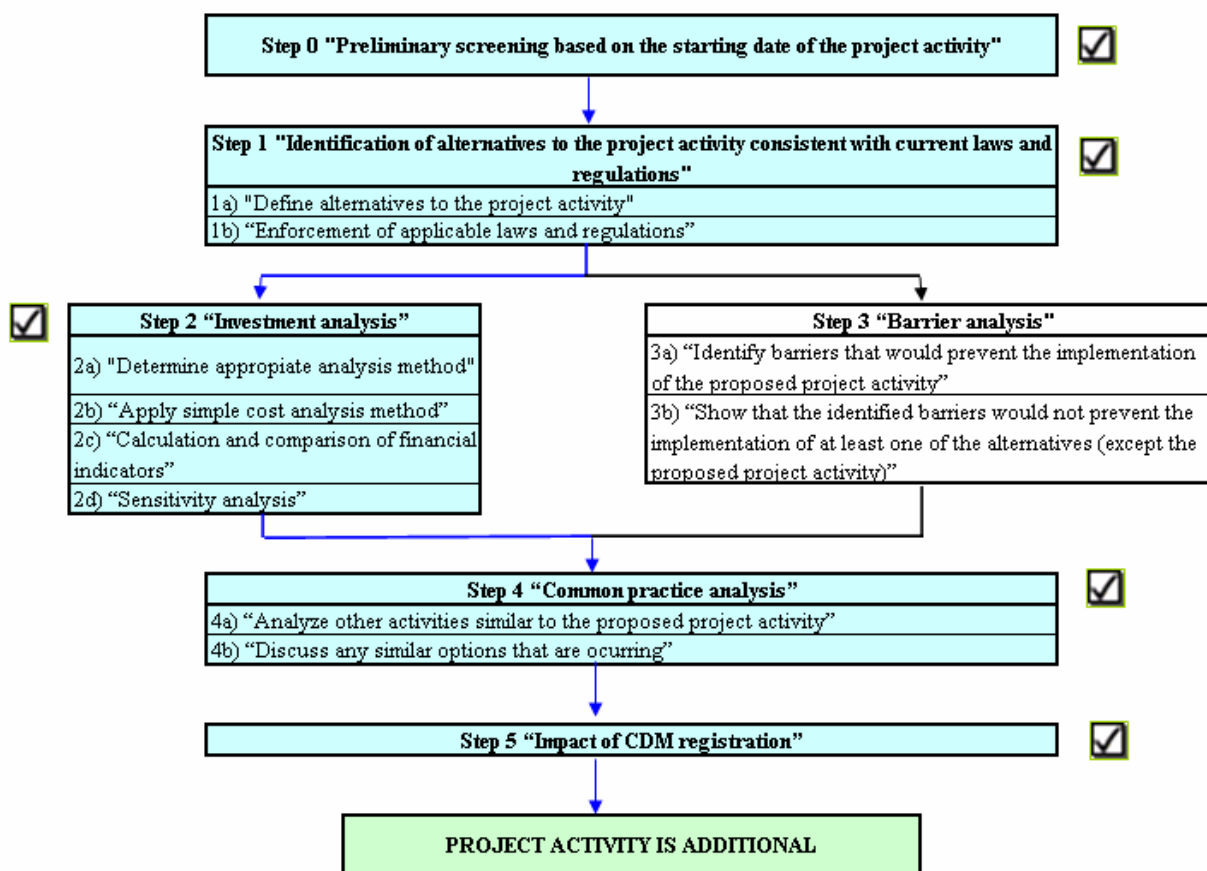 Step 0 "Preliminary screening based on the starting date of the project activity"
Step 1 "Identification of alternatives to the project activity consistent with current laws and
regulations"
1a) "Define alternatives to the project activity"
1b) “Enforcement of applicable laws and regulations”
Step 2 “Investment analysis”
2a) "Determine appropiate analysis method"
2b) “Apply simple cost analysis method”
2c) “Calculation and comparison of financial
indicators”
2d) “Sensitivity analysis”
Step 3 “Barrier analysis"
3a) “Identify barriers that would prevent the implementation
of the proposed project activity”
3b) “Show that the identified barriers would not prevent the
implementation of at least one of the alternatives (except the
proposed project activity)”
Step 4 “Common practice analysis”
4a) “Analyze other activities similar to the proposed project activity”
4b) “Discuss any similar options that are ocurring”
Step 5 “Impact of CDM registration”
PROJECT ACTIVITY IS ADDITIONAL